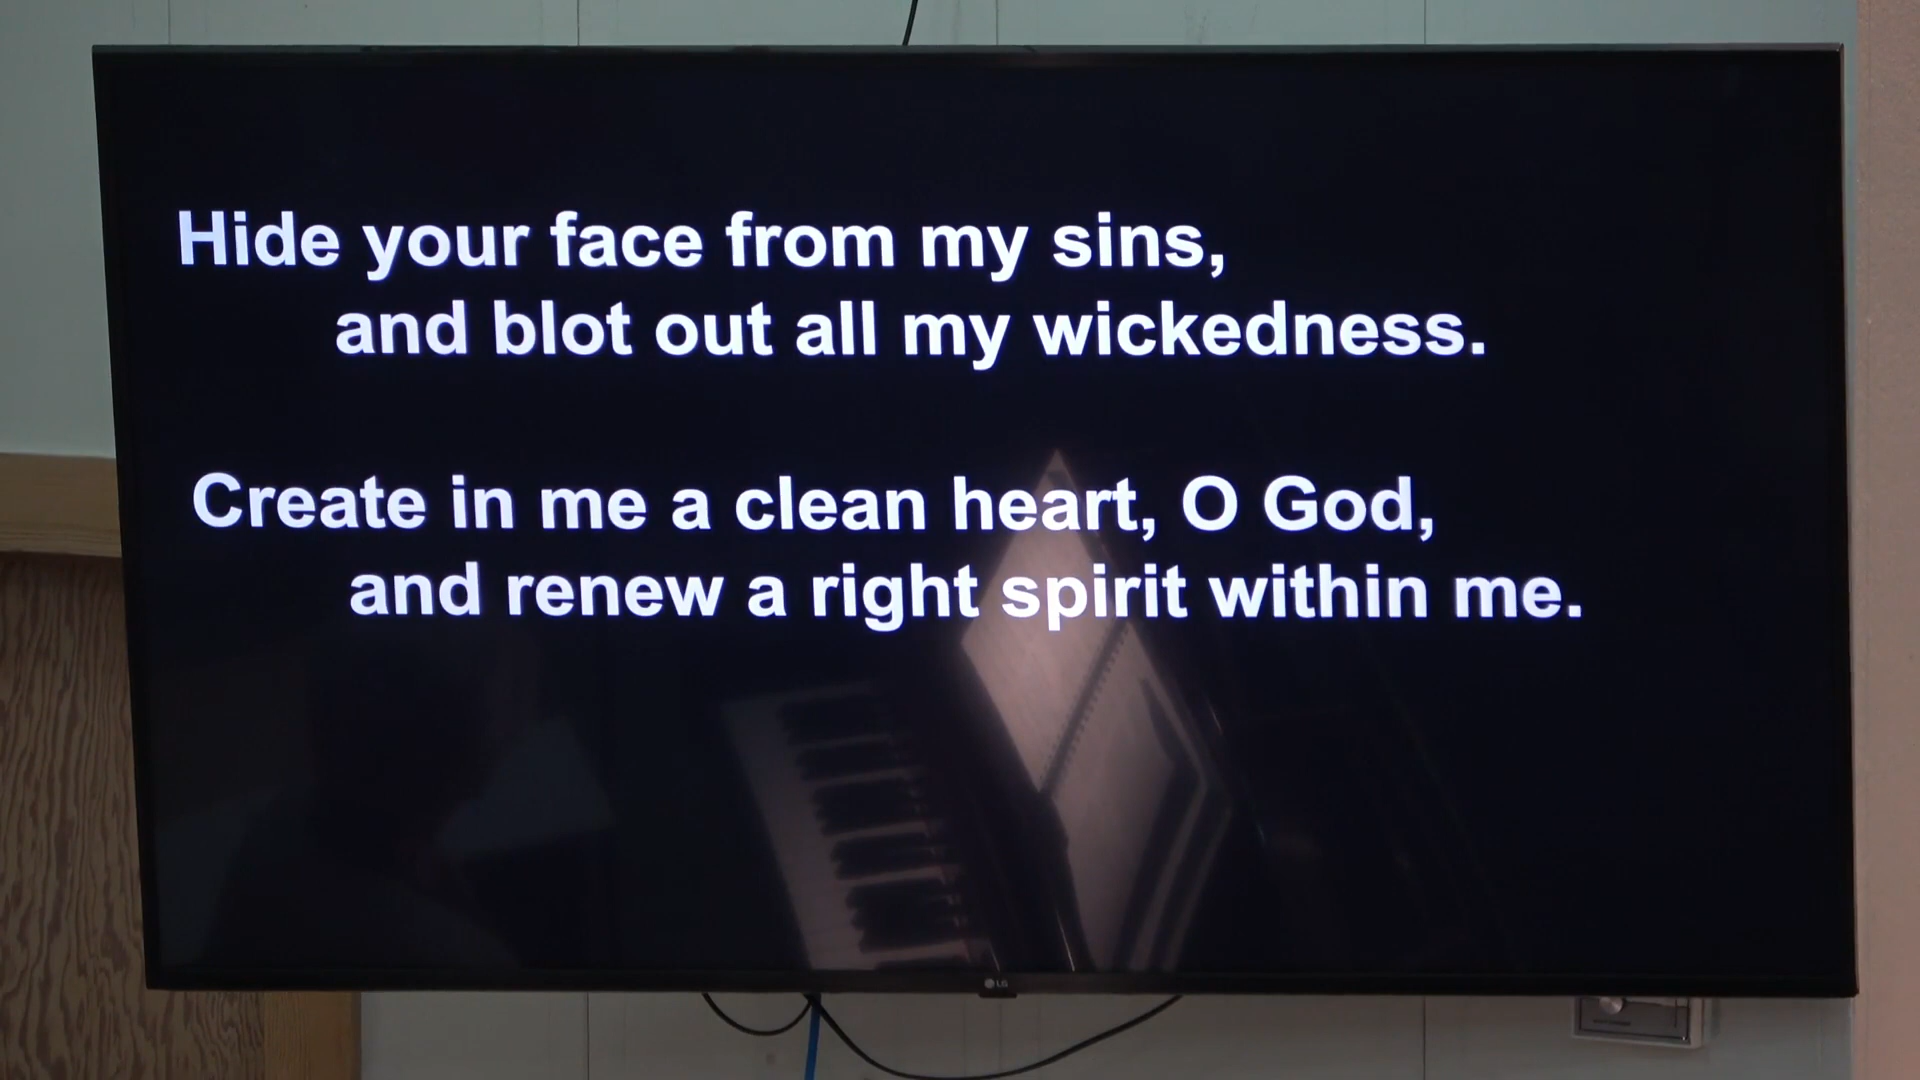 Hide your face from my sins,
and blot out all my wickedness.
Create in me a clean heart, O God,
and renew a right spirit within me.
LG